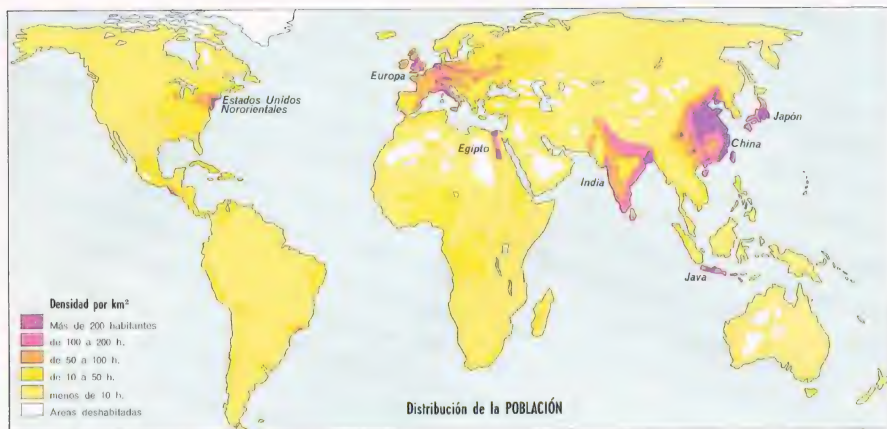 Europa
Estados Unidos
Nororientales
Egipto
India
Japón
China
Java
Densidad por km²
Más de 200 habitantes
de 100 a 200 h.
de 50 a 100 h.
de 10 a 50 h.
menos de 10 h.
Areas deshabitadas
Distribución de la POBLACIÓN